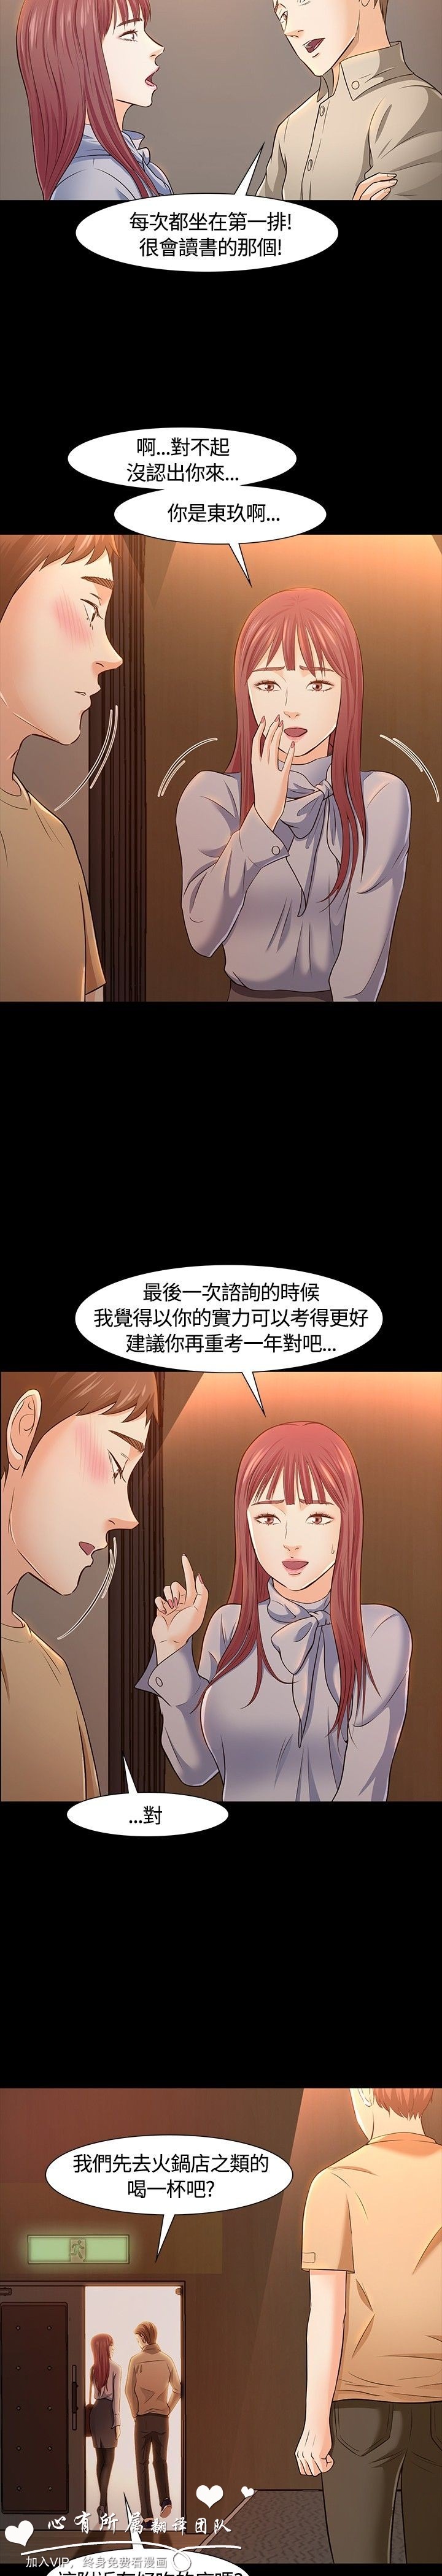 每次都坐在第一排!
很會讀書的那個!
啊...對不起
沒認出你來...
你是東玖啊...
最後一次諮詢的時候
我覺得以你的實力可以考得更好
建議你再重考一年對吧...
...對
我們先去火鍋店之類的
喝一杯吧?
心有所属翻译团队
加入VIP，终身免费看漫画